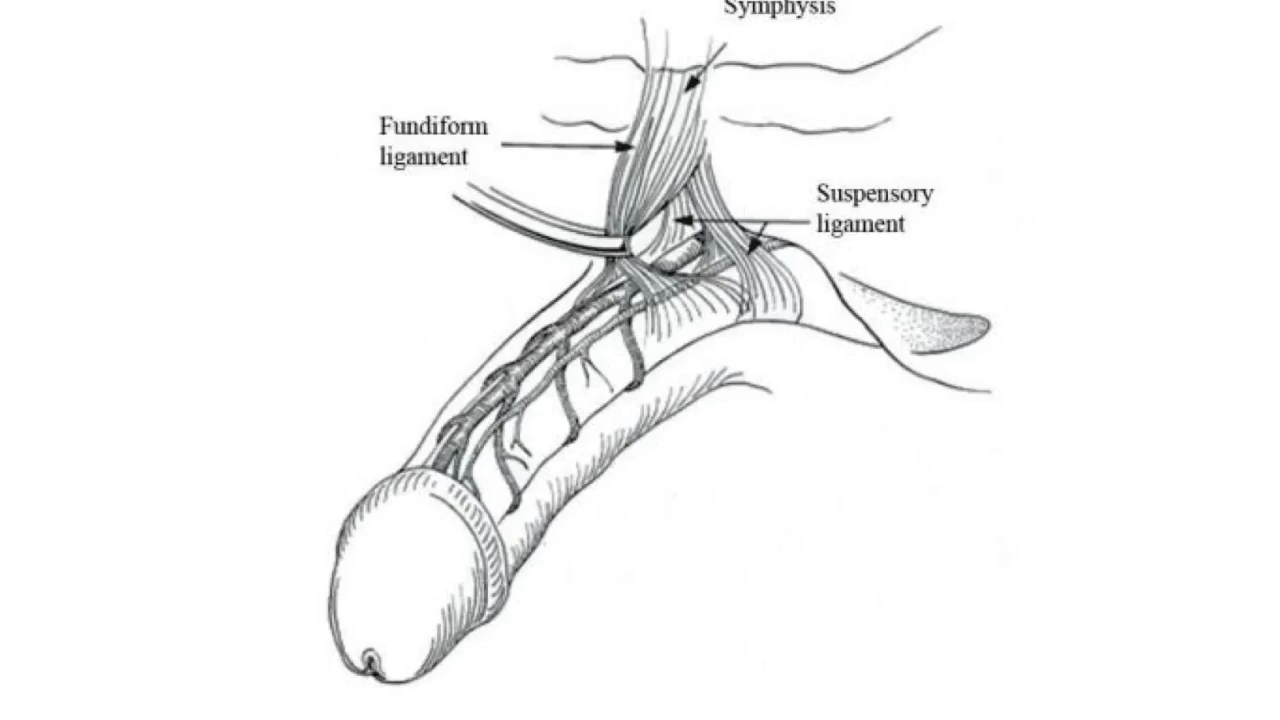 Symphysis
Fundiform
ligament
Suspensory
ligament